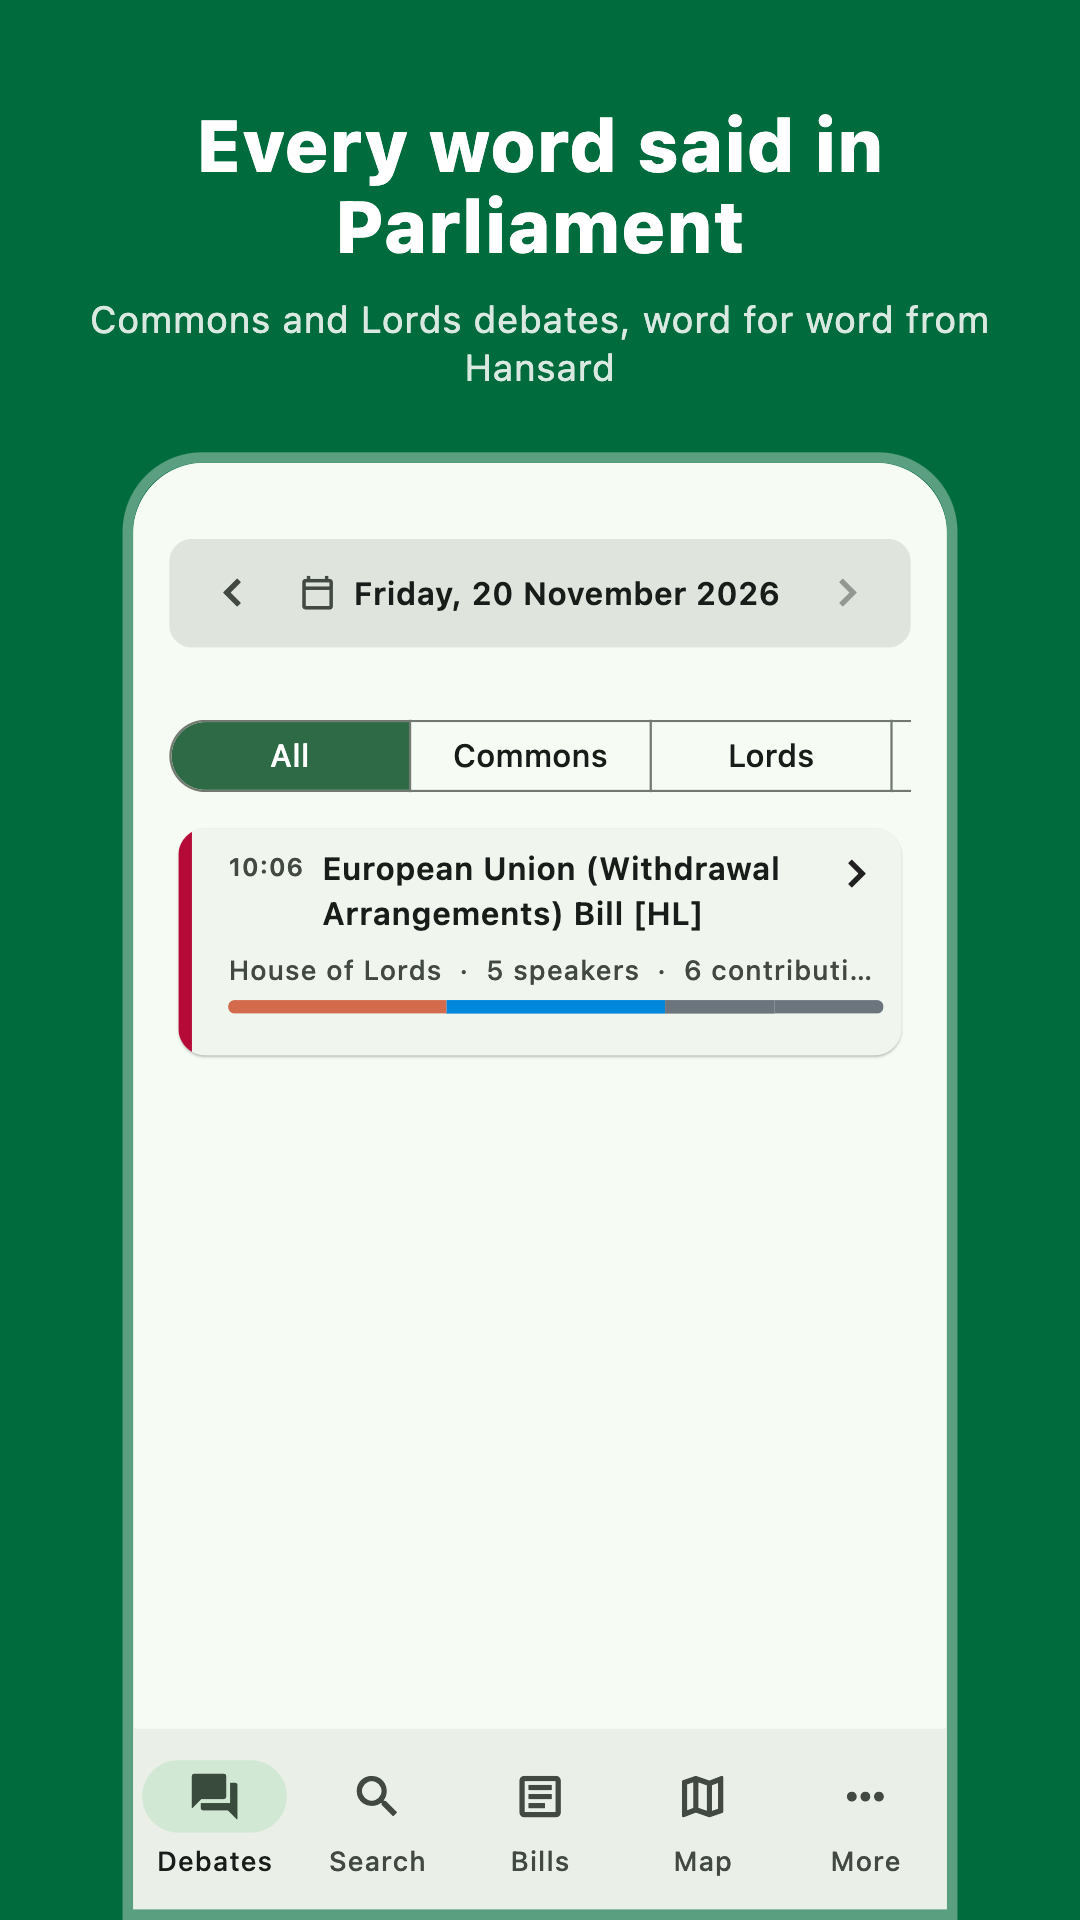 Every word said in
Parliament
Commons and Lords debates, word for word from
Hansard
Friday, 20 November 2026
All
Commons
Lords
10:06
European Union (Withdrawal
Arrangements) Bill [HL]
House of Lords · 5 speakers · 6 contributi...
Debates
Search
Bills
Map
More